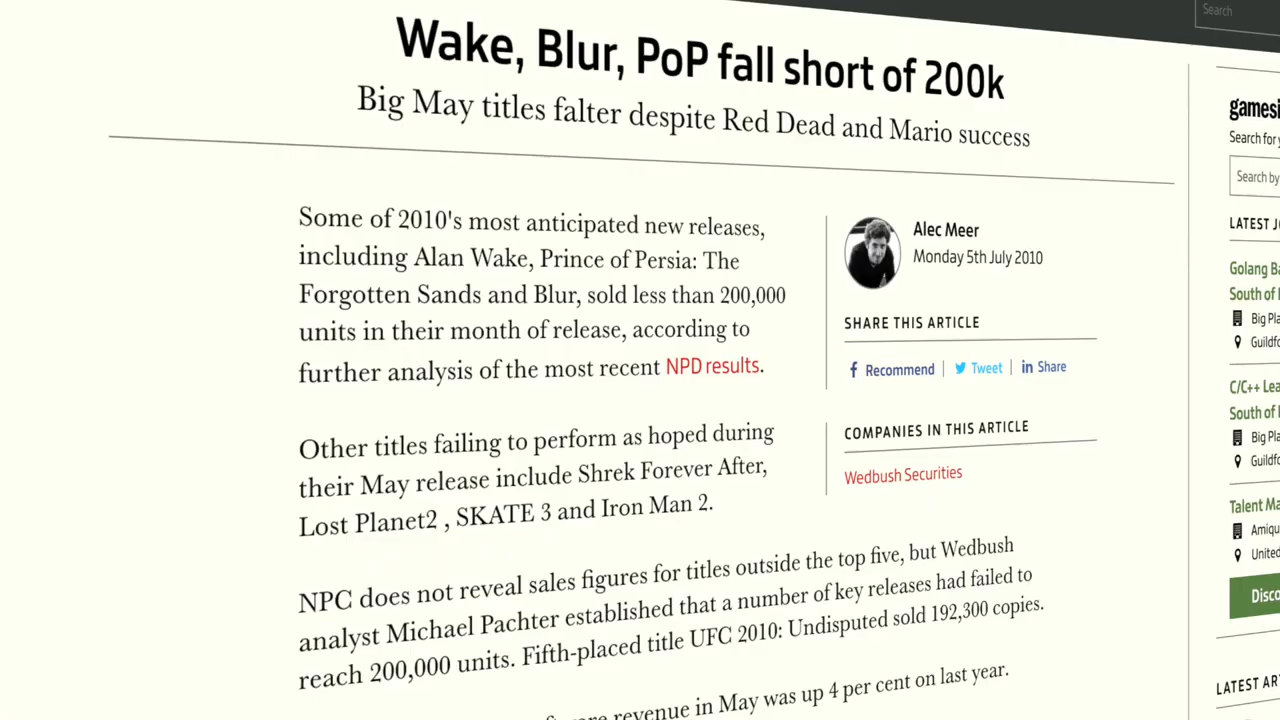 Search
Wake, Blur, PoP fall short of 200k
Big May titles falter despite Red Dead and Mario success
Some of 2010's most anticipated new releases,
including Alan Wake, Prince of Persia: The
Forgotten Sands and Blur, sold less than 200,000
units in their month of release, according to
further analysis of the most recent NPD results.
Other titles failing to perform as hoped during
their May release include Shrek Forever After,
Lost Planet2 , SKATE 3 and Iron Man 2.
NPC does not reveal sales figures for titles outside the top five, but Wedbush
analyst Michael Pachter established that a number of key releases had failed to
reach 200,000 units. Fifth-placed title UFC 2010: Undisputed sold 192,300 copies.
revenue in May was up 4 per cent on last year.
Alec Meer
Monday 5th July 2010
SHARE THIS ARTICLE
Recommend | Tweet | in Share
COMPANIES IN THIS ARTICLE
Wedbush Securities
gamesi
Search for y
Search by
LATEST J
Golang Ba
South of
Big Pla
Guildfo
C/C++ Lea
South of
Big Pla
Guildfo
Talent Ma
Amiqu
United
Disco
LATEST AR